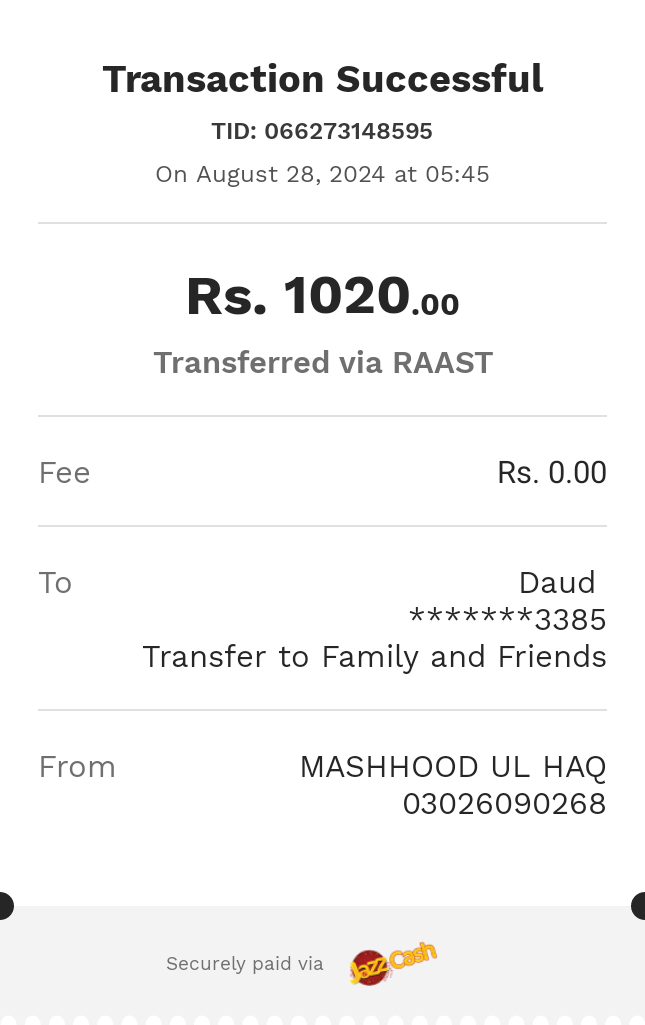 Transaction Successful
TID: 066273148595
On August 28, 2024 at 05:45
Rs. 1020.00
Transferred via RAAST
Fee Rs. 0.00
To Daud
*******3385
Transfer to Family and Friends
From MASHHOOD UL HAQ
03026090268
Securely paid via JazzCash